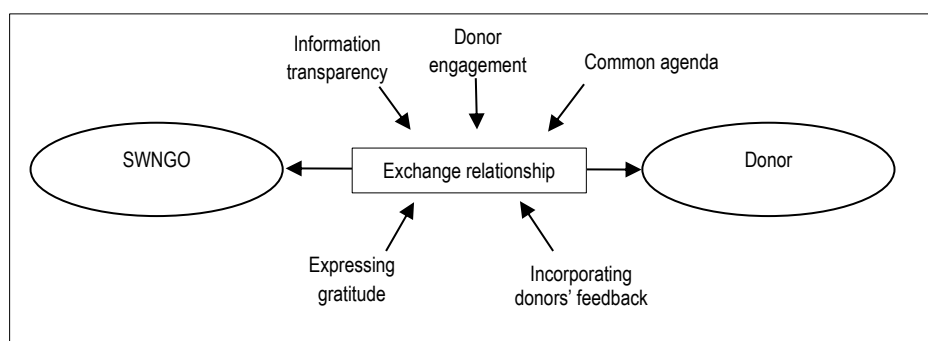 Information
transparency
Donor
engagement
Common agenda
SWNGO
Exchange relationship
Donor
Expressing
gratitude
Incorporating
donors’ feedback